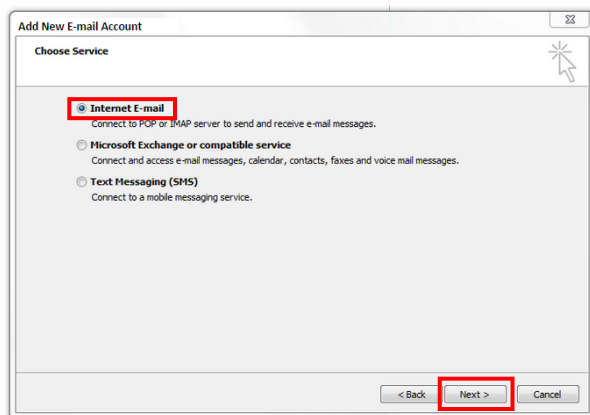 Add New E-mail Account
Choose Service
Internet E-mail
Connect to POP or IMAP server to send and receive e-mail messages.
Microsoft Exchange or compatible service
Connect and access e-mail messages, calendar, contacts, faxes and voice mail messages.
Text Messaging (SMS)
Connect to a mobile messaging service.
< Back Next > Cancel